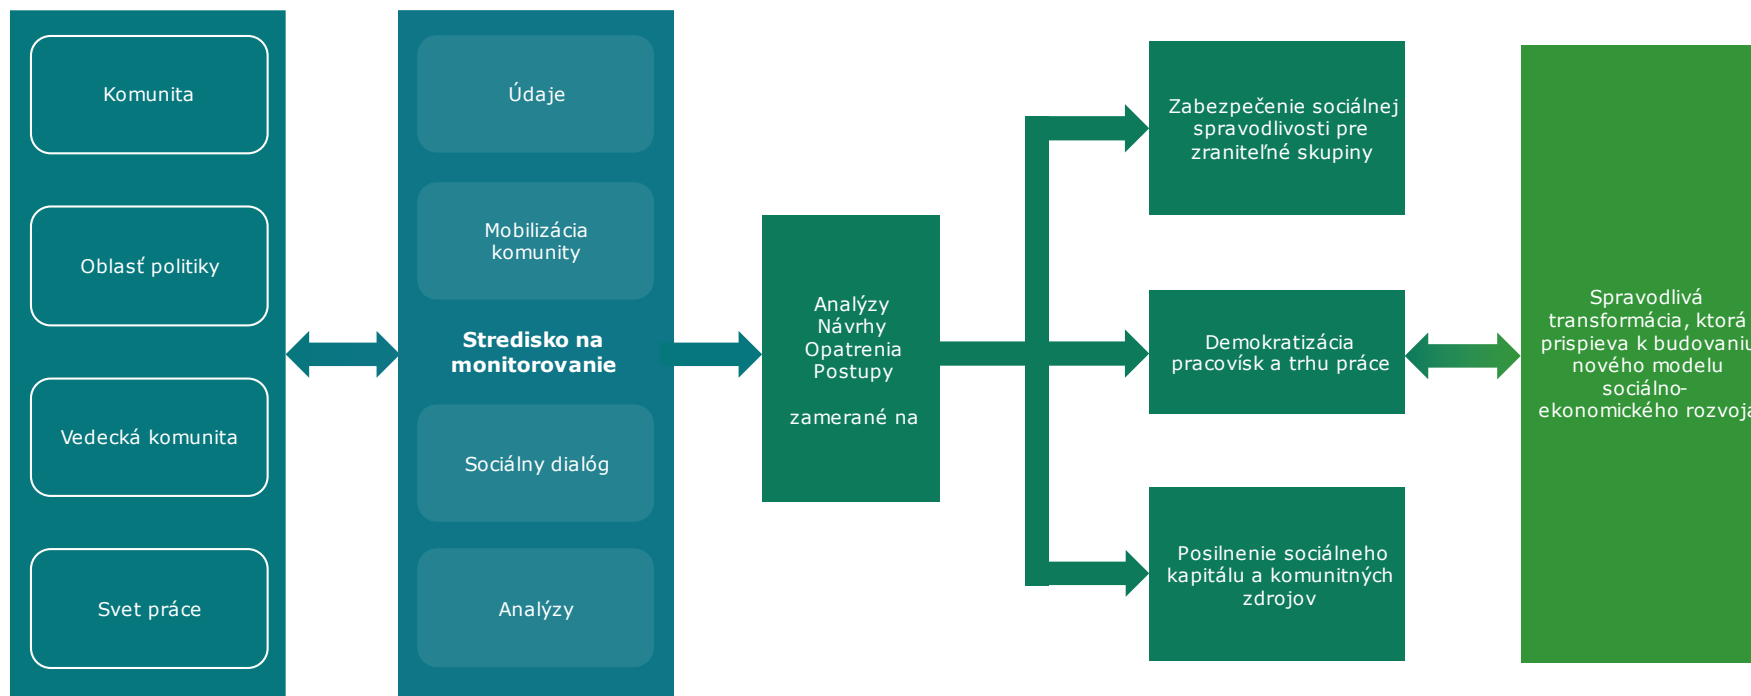 Komunita
Oblasť politiky
Vedecká komunita
Svet práce
Údaje
Mobilizácia
komunity
Stredisko na
monitorovanie
Sociálny dialóg
Analýzy
Analýzy
Návrhy
Opatrenia
Postupy
zamerané na
Zabezpečenie sociálnej
spravodlivosti pre
zraniteľné skupiny
Demokratizácia
pracovísk a trhu práce
Posilnenie sociálneho
kapitálu a komunitných
zdrojov
Spravodlivá
transformácia, ktorá
prispieva k budovaniu
nového modelu
sociálno-
ekonomického rozvoja